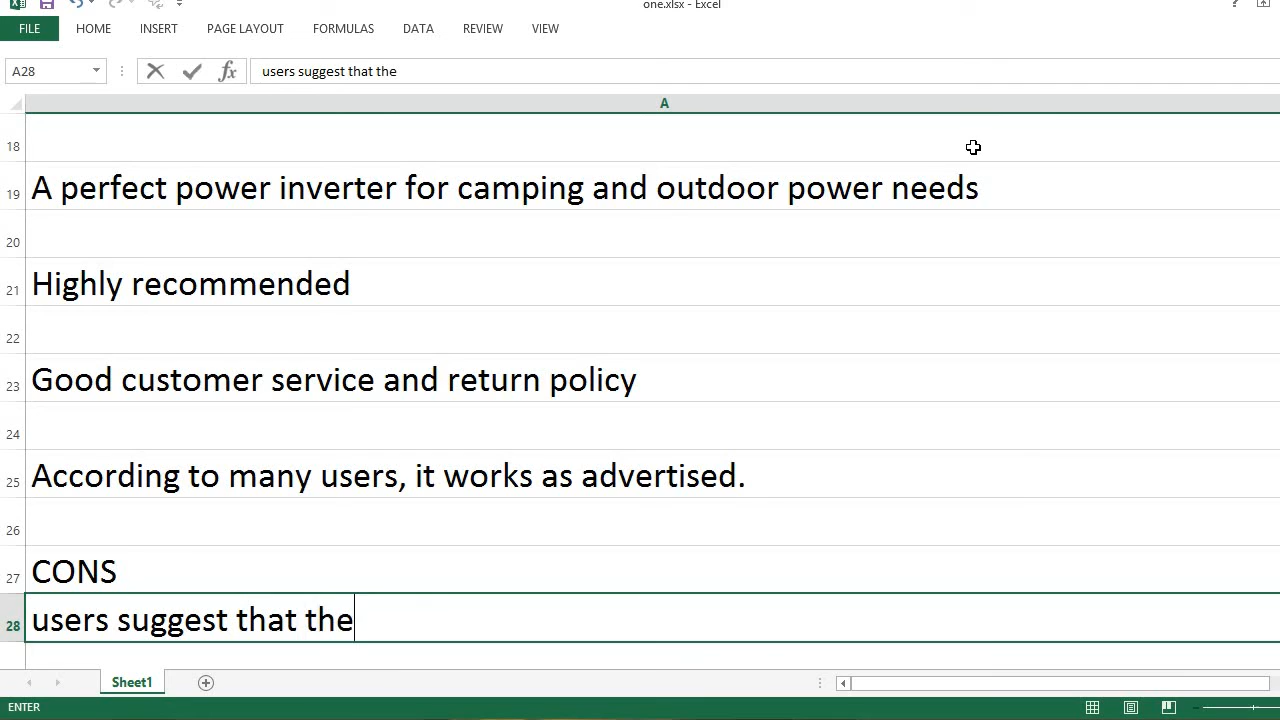 one.xlsx - Excel
?
FILE HOME INSERT PAGE LAYOUT FORMULAS DATA REVIEW VIEW
A28 fx users suggest that the
A
18
19 A perfect power inverter for camping and outdoor power needs
20
21 Highly recommended
22
23 Good customer service and return policy
24
25 According to many users, it works as advertised.
26
27 CONS
28 users suggest that the
Sheet1
ENTER